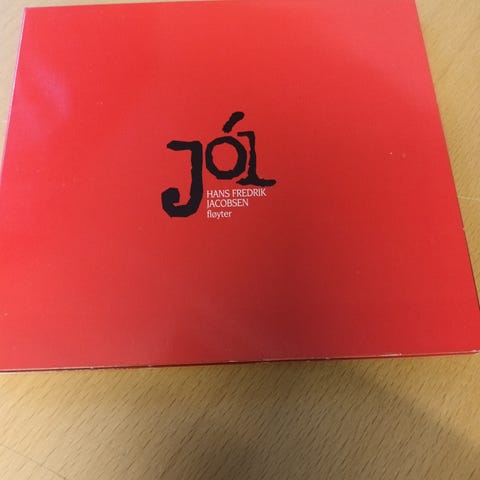 Jól
HANS FREDRIK
JACOBSEN
fløyter